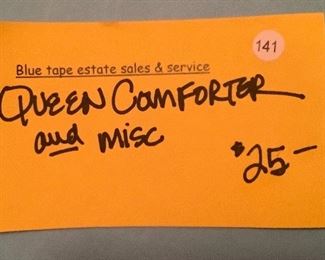 141
Blue tape estate sales & service
QUEEN COMFORTER
and misc
$25—